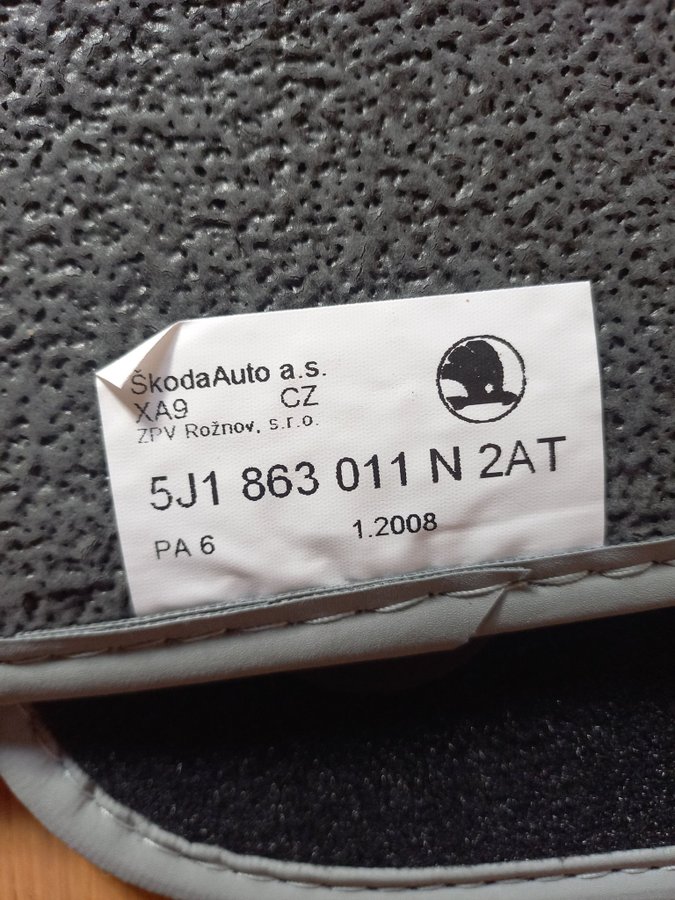 ŠkodaAuto a.s.
XA9 CZ
ZPV Rožnov, s.r.o.
5J1 863 011 N 2AT
PA 6 1.2008